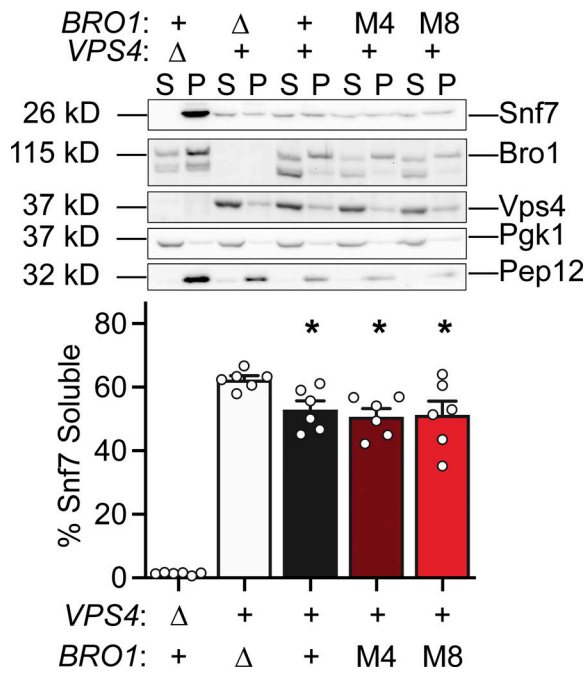 BRO1: + Δ + M4 M8
VPS4: Δ + + + +
S P S P S P S P S P
26 kD Snf7
115 kD Bro1
37 kD Vps4
37 kD Pgk1
32 kD Pep12
80 * * *
60
40
20
0
% Snf7 Soluble
VPS4: Δ + + + +
BRO1: + Δ + M4 M8